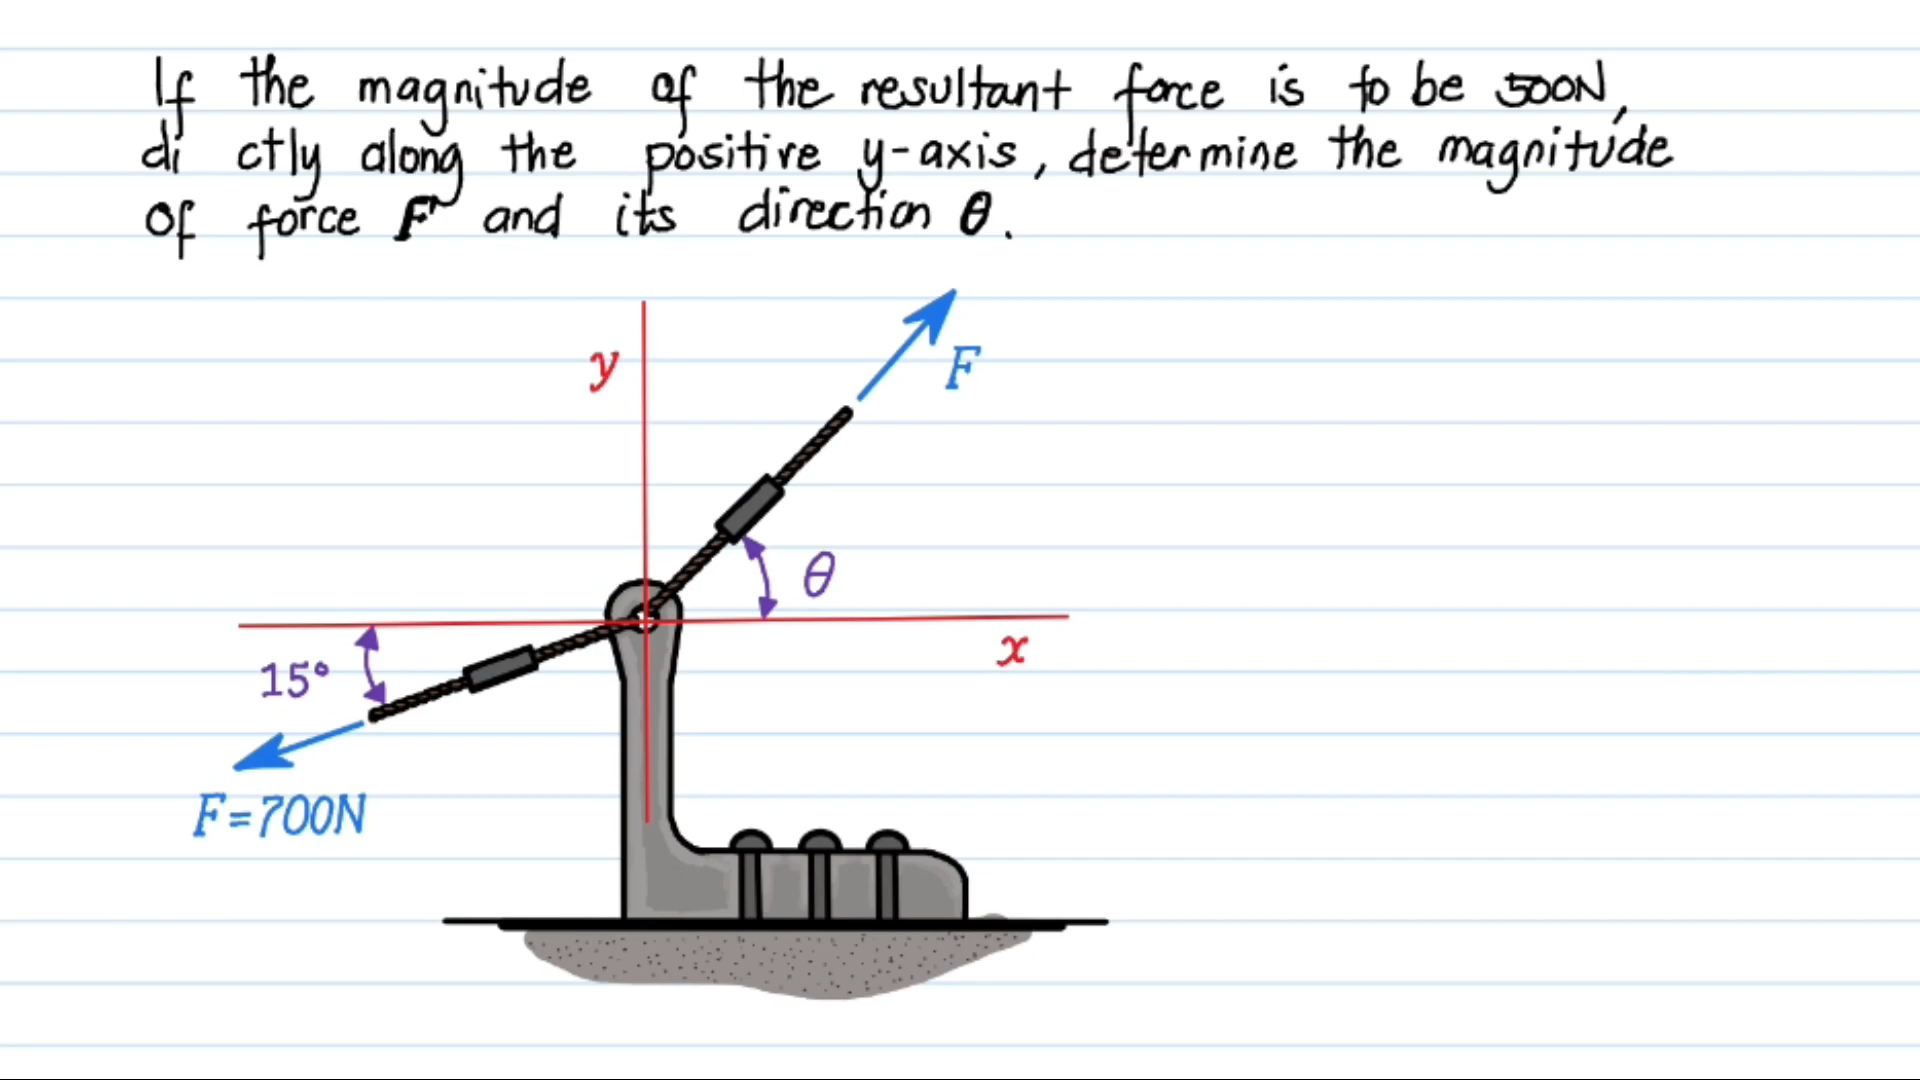 If the magnitude of the resultant force is to be 500N,
di ctly along the positive y-axis, determine the magnitude
of force F and its direction θ.
y
F
θ
x
15°
F=700N